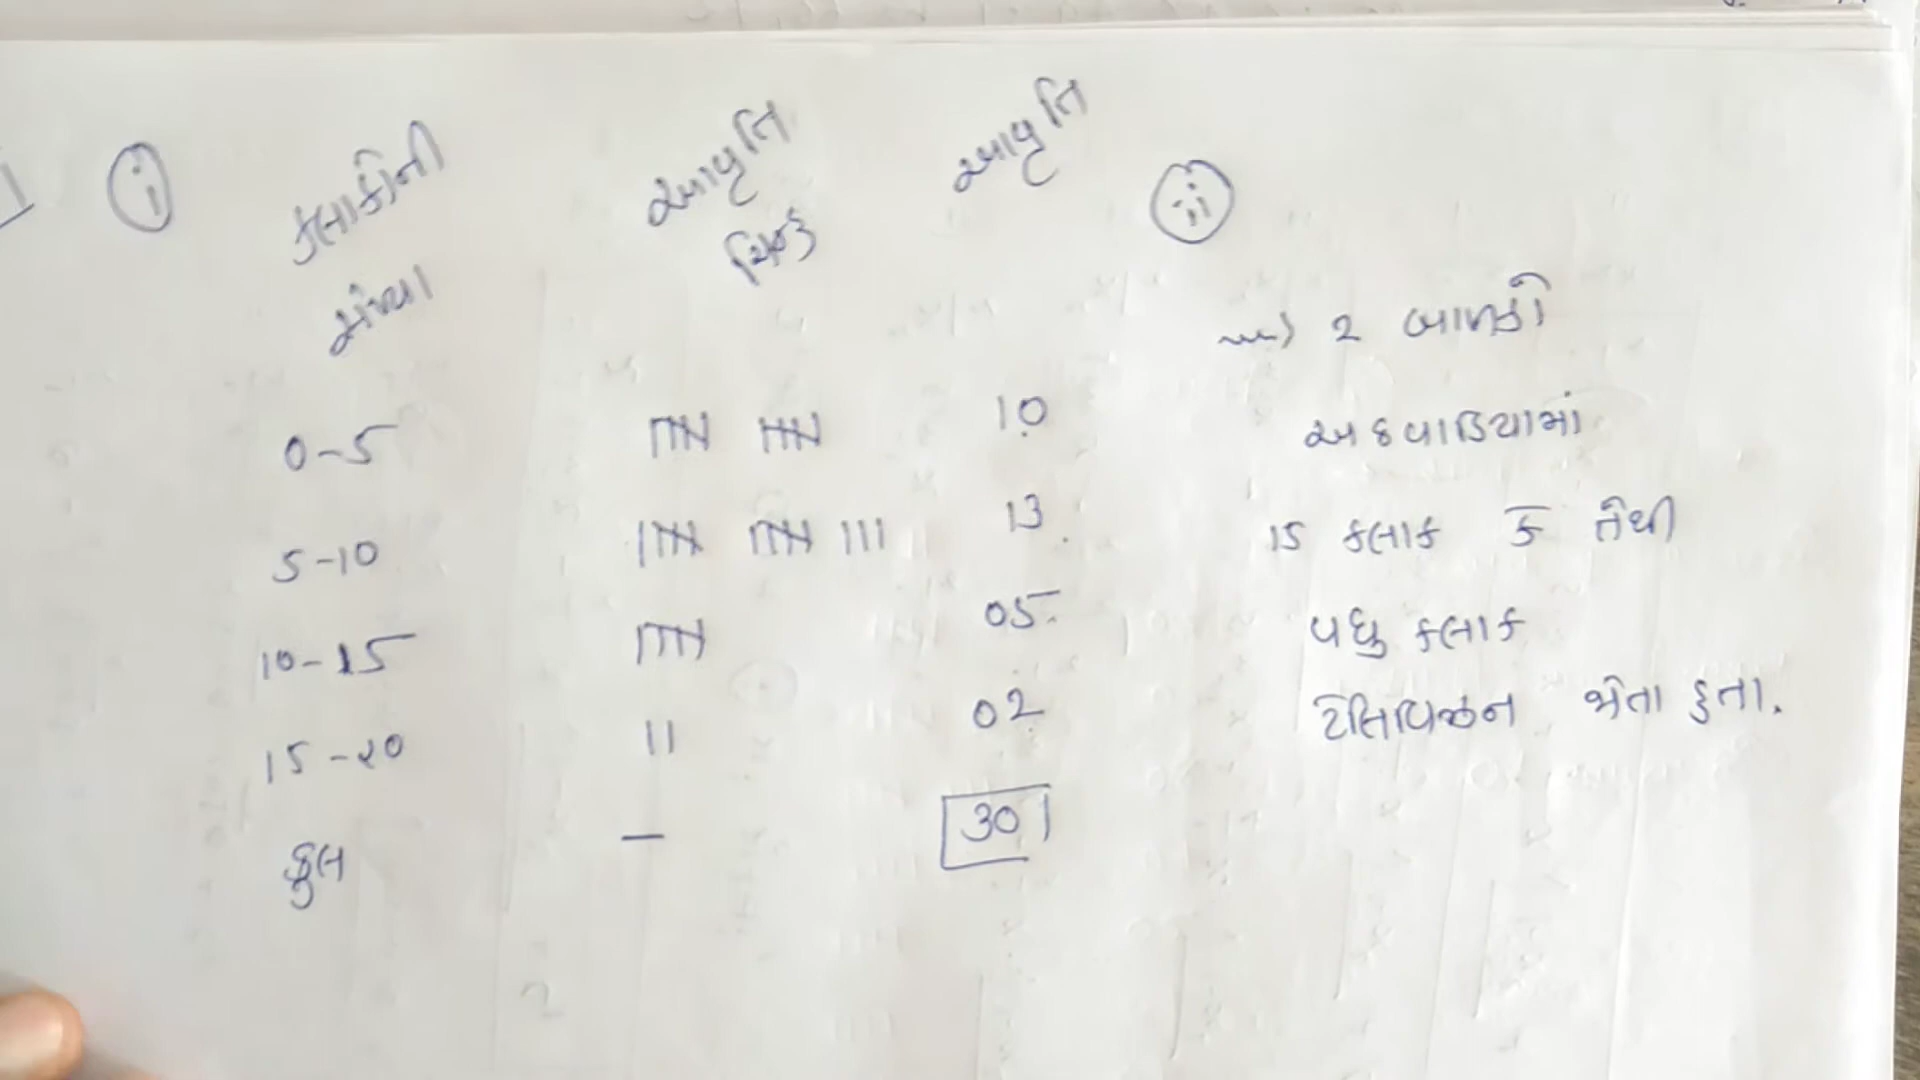 (i) કલાકોની સંખ્યા આવૃતિ ચિહ્ન આવૃતિ
0-5 |||| |||| 10
5-10 |||| |||| ||| 13
10-15 |||| 05
15-20 || 02
કુલ — 30
(ii)
→ 2 બાળકો
અઠવાડિયામાં
15 કલાક કે તેથી
વધુ કલાક
ટેલિવિઝન જોતા હતા.